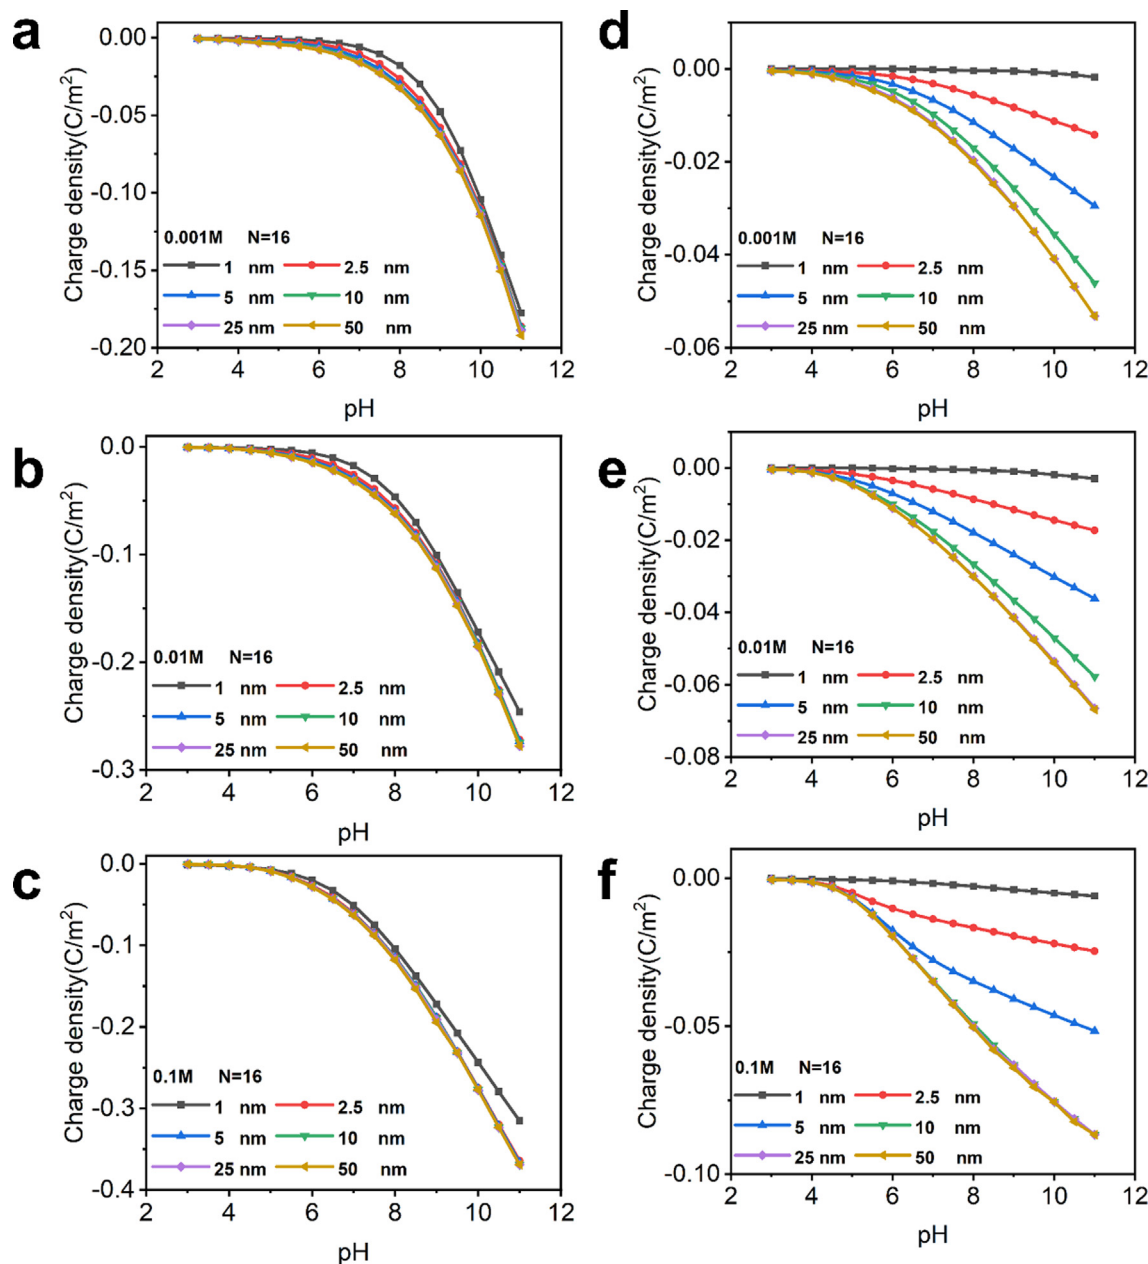 a
Charge density(C/m²)
0.00
-0.05
-0.10
-0.15
-0.20
0.001M N=16
1 nm 2.5 nm
5 nm 10 nm
25 nm 50 nm
2 4 6 8 10 12
pH
d
Charge density(C/m²)
0.00
-0.02
-0.04
-0.06
0.001M N=16
1 nm 2.5 nm
5 nm 10 nm
25 nm 50 nm
2 4 6 8 10 12
pH
b
Charge density(C/m²)
0.0
-0.1
-0.2
-0.3
0.01M N=16
1 nm 2.5 nm
5 nm 10 nm
25 nm 50 nm
2 4 6 8 10 12
pH
e
Charge density(C/m²)
0.00
-0.02
-0.04
-0.06
-0.08
0.01M N=16
1 nm 2.5 nm
5 nm 10 nm
25 nm 50 nm
2 4 6 8 10 12
pH
c
Charge density(C/m²)
0.0
-0.1
-0.2
-0.3
-0.4
0.1M N=16
1 nm 2.5 nm
5 nm 10 nm
25 nm 50 nm
2 4 6 8 10 12
pH
f
Charge density(C/m²)
0.00
-0.05
-0.10
0.1M N=16
1 nm 2.5 nm
5 nm 10 nm
25 nm 50 nm
2 4 6 8 10 12
pH